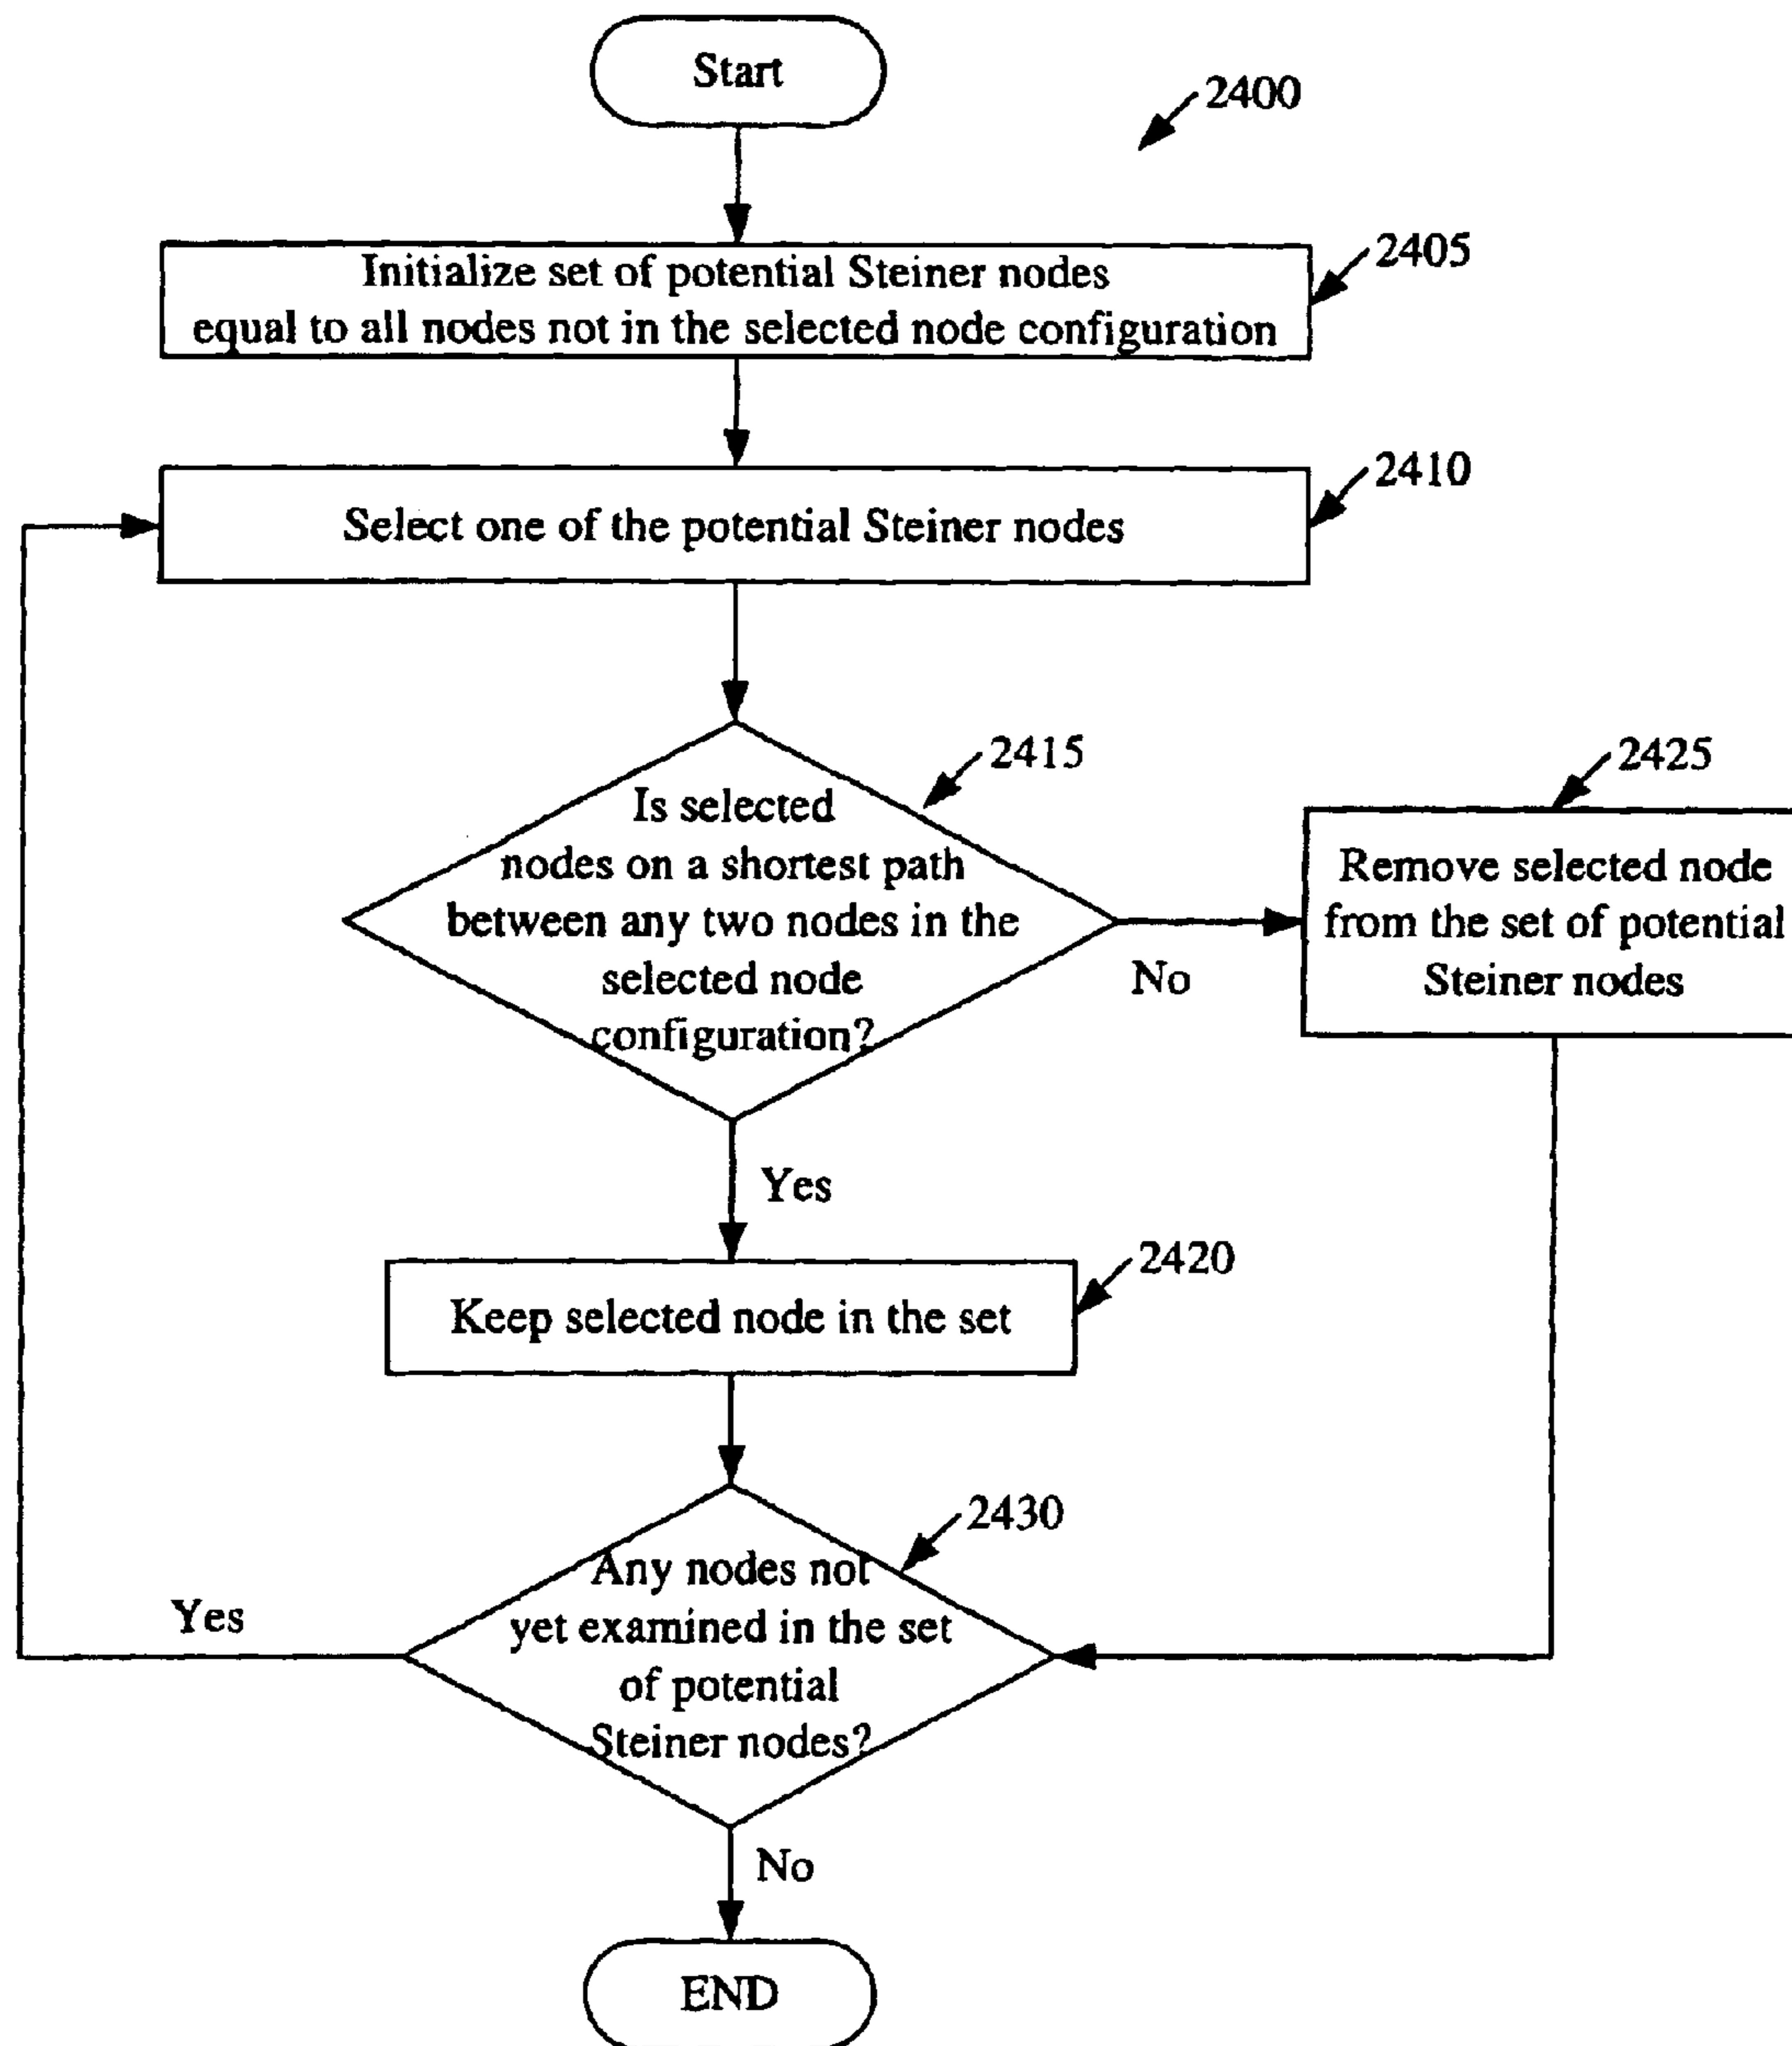 Start
2400
Initialize set of potential Steiner nodes
equal to all nodes not in the selected node configuration
2405
Select one of the potential Steiner nodes
2410
Is selected
nodes on a shortest path
between any two nodes in the
selected node
configuration?
2415
No
2425
Remove selected node
from the set of potential
Steiner nodes
Yes
Keep selected node in the set
2420
Any nodes not
yet examined in the set
of potential
Steiner nodes?
2430
Yes
No
END